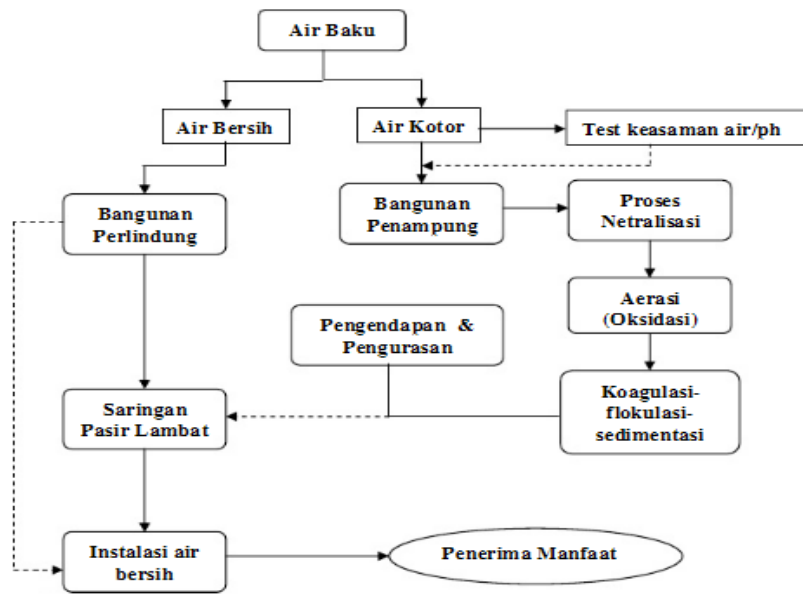 Air Baku
Air Bersih
Air Kotor
Test keasaman air/ph
Bangunan
Perlindung
Bangunan
Penampung
Proses
Netralisasi
Aerasi
(Oksidasi)
Pengendapan &
Pengurasan
Koagulasi-
flokulasi-
sedimentasi
Saringan
Pasir Lambat
Instalasi air
bersih
Penerima Manfaat